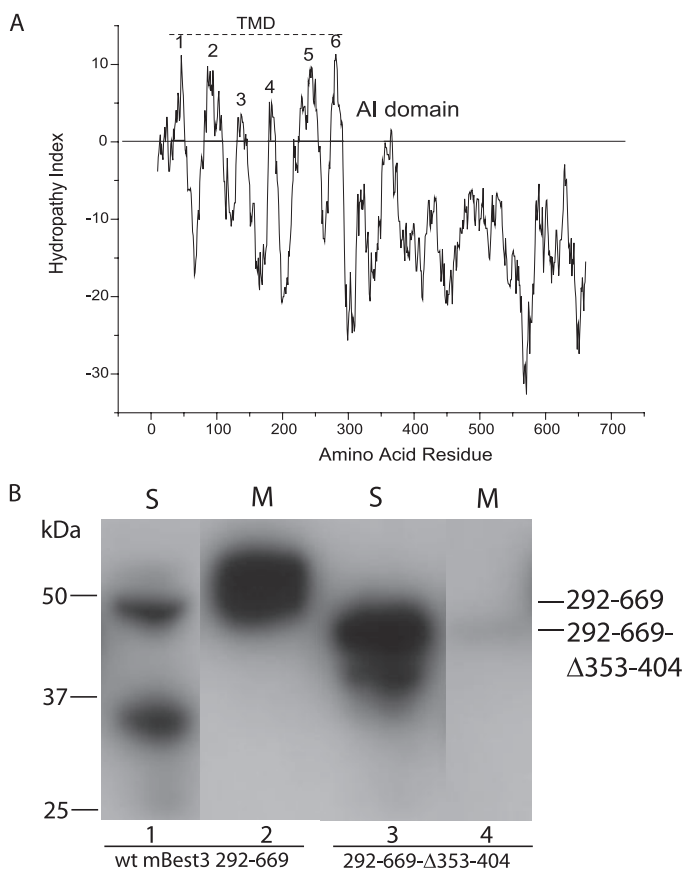 A
TMD
1 2 3 4 5 6
AI domain
10
0
-10
-20
-30
Hydropathy Index
0 100 200 300 400 500 600 700
Amino Acid Residue
B
S M S M
kDa
50
37
25
292-669
292-669-
Δ353-404
1 2 3 4
wt mBest3 292-669 292-669-Δ353-404